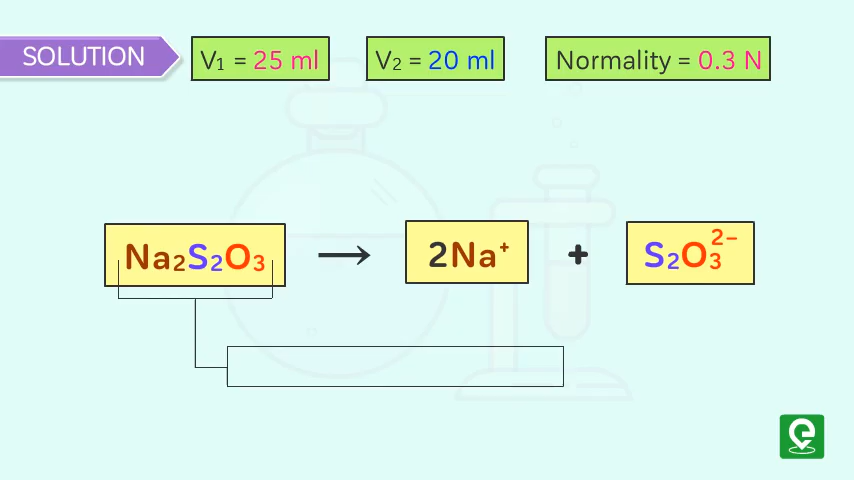 SOLUTION
V₁ = 25 ml
V₂ = 20 ml
Normality = 0.3 N
Na₂S₂O₃ ⟶ 2Na⁺ + S₂O₃²⁻